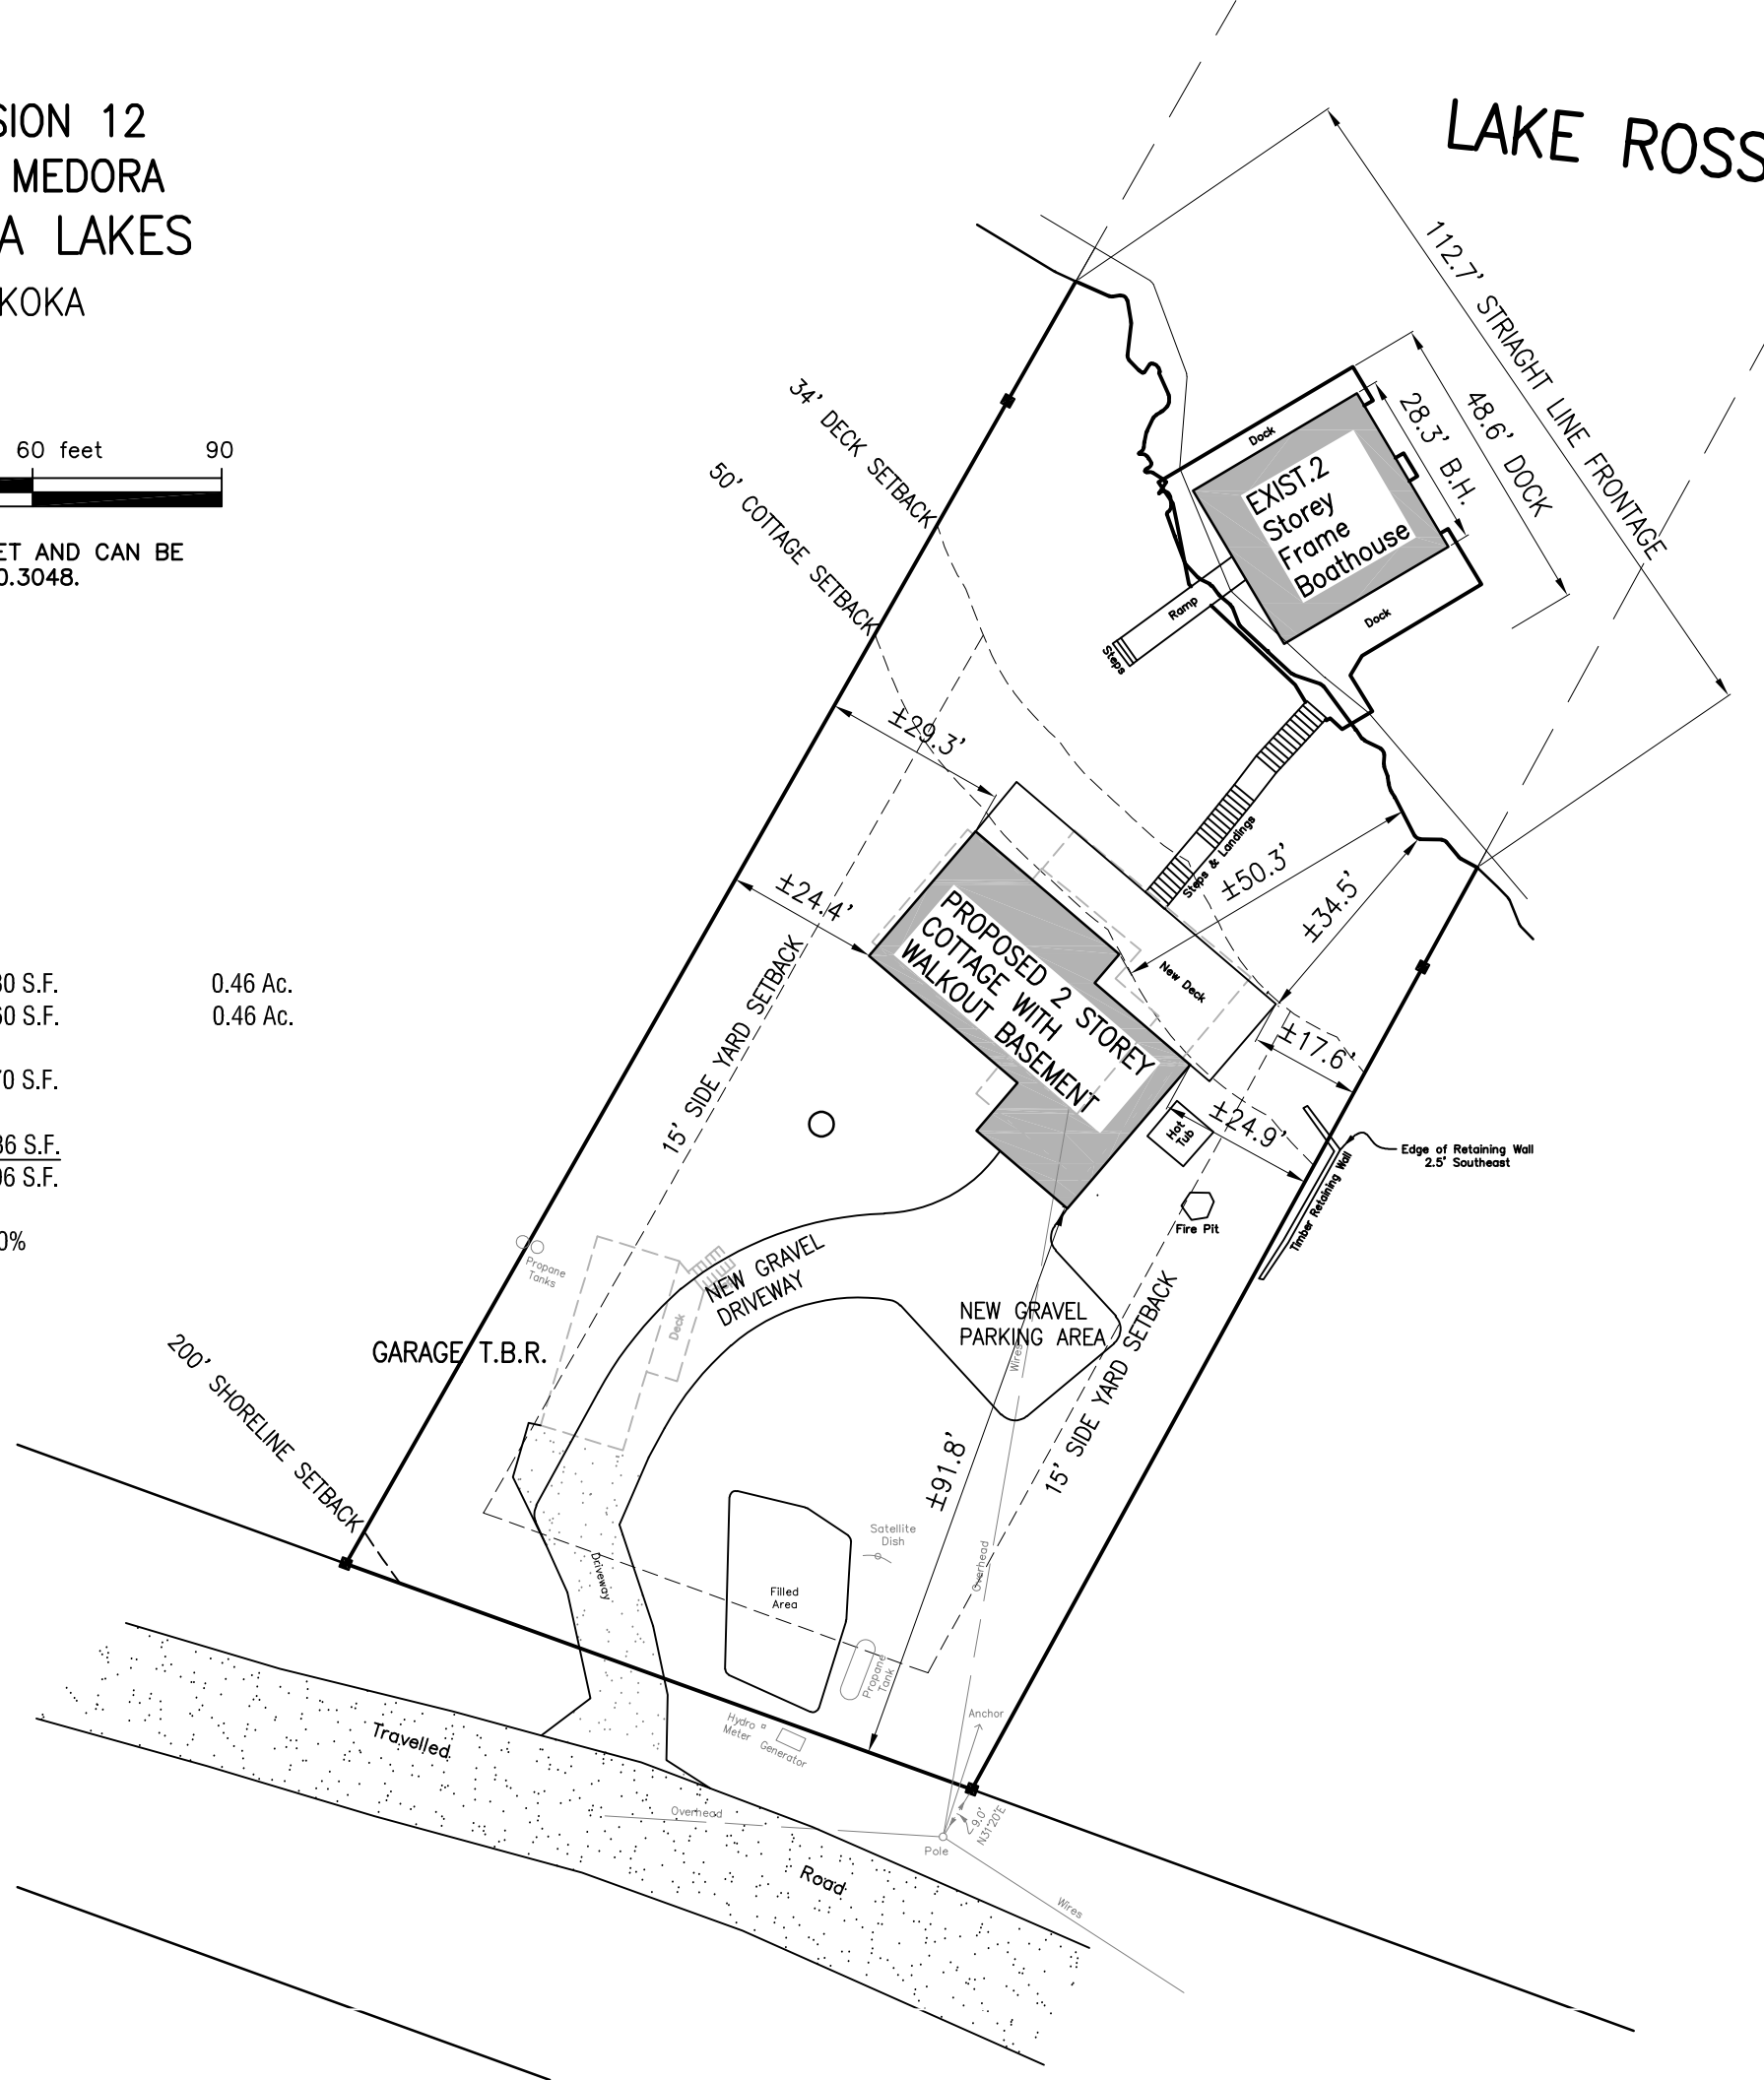 SION 12
MEDORA
A LAKES
KOKA
LAKE ROSS
60 feet 90
ET AND CAN BE
0.3048.
112.7' STRIAGHT LINE FRONTAGE
48.6' DOCK
28.3' B.H.
Dock
EXIST.2
Storey
Frame
Boathouse
Dock
Ramp
Steps
34' DECK SETBACK
50' COTTAGE SETBACK
±29.3'
±24.4'
Steps & Landings
±50.3'
±34.5'
New Deck
PROPOSED 2 STOREY
COTTAGE WITH
WALKOUT BASEMENT
±17.6'
±24.9'
Hot
Tub
Edge of Retaining Wall
2.5' Southeast
Timber Retaining Wall
Fire Pit
15' SIDE YARD SETBACK
0 S.F. 0.46 Ac.
60 S.F. 0.46 Ac.
0 S.F.
36 S.F.
06 S.F.
0%
Propane
Tanks
Deck
NEW GRAVEL
DRIVEWAY
NEW GRAVEL
PARKING AREA
Wires
GARAGE T.B.R.
200' SHORELINE SETBACK
15' SIDE YARD SETBACK
±91.8'
Satellite
Dish
Overhead
Driveway
Filled
Area
Propane
Tank
Hydro
Meter
Generator
Anchor
9.0'
N31°20'E
Travelled
Overhead
Pole
Road
Wires